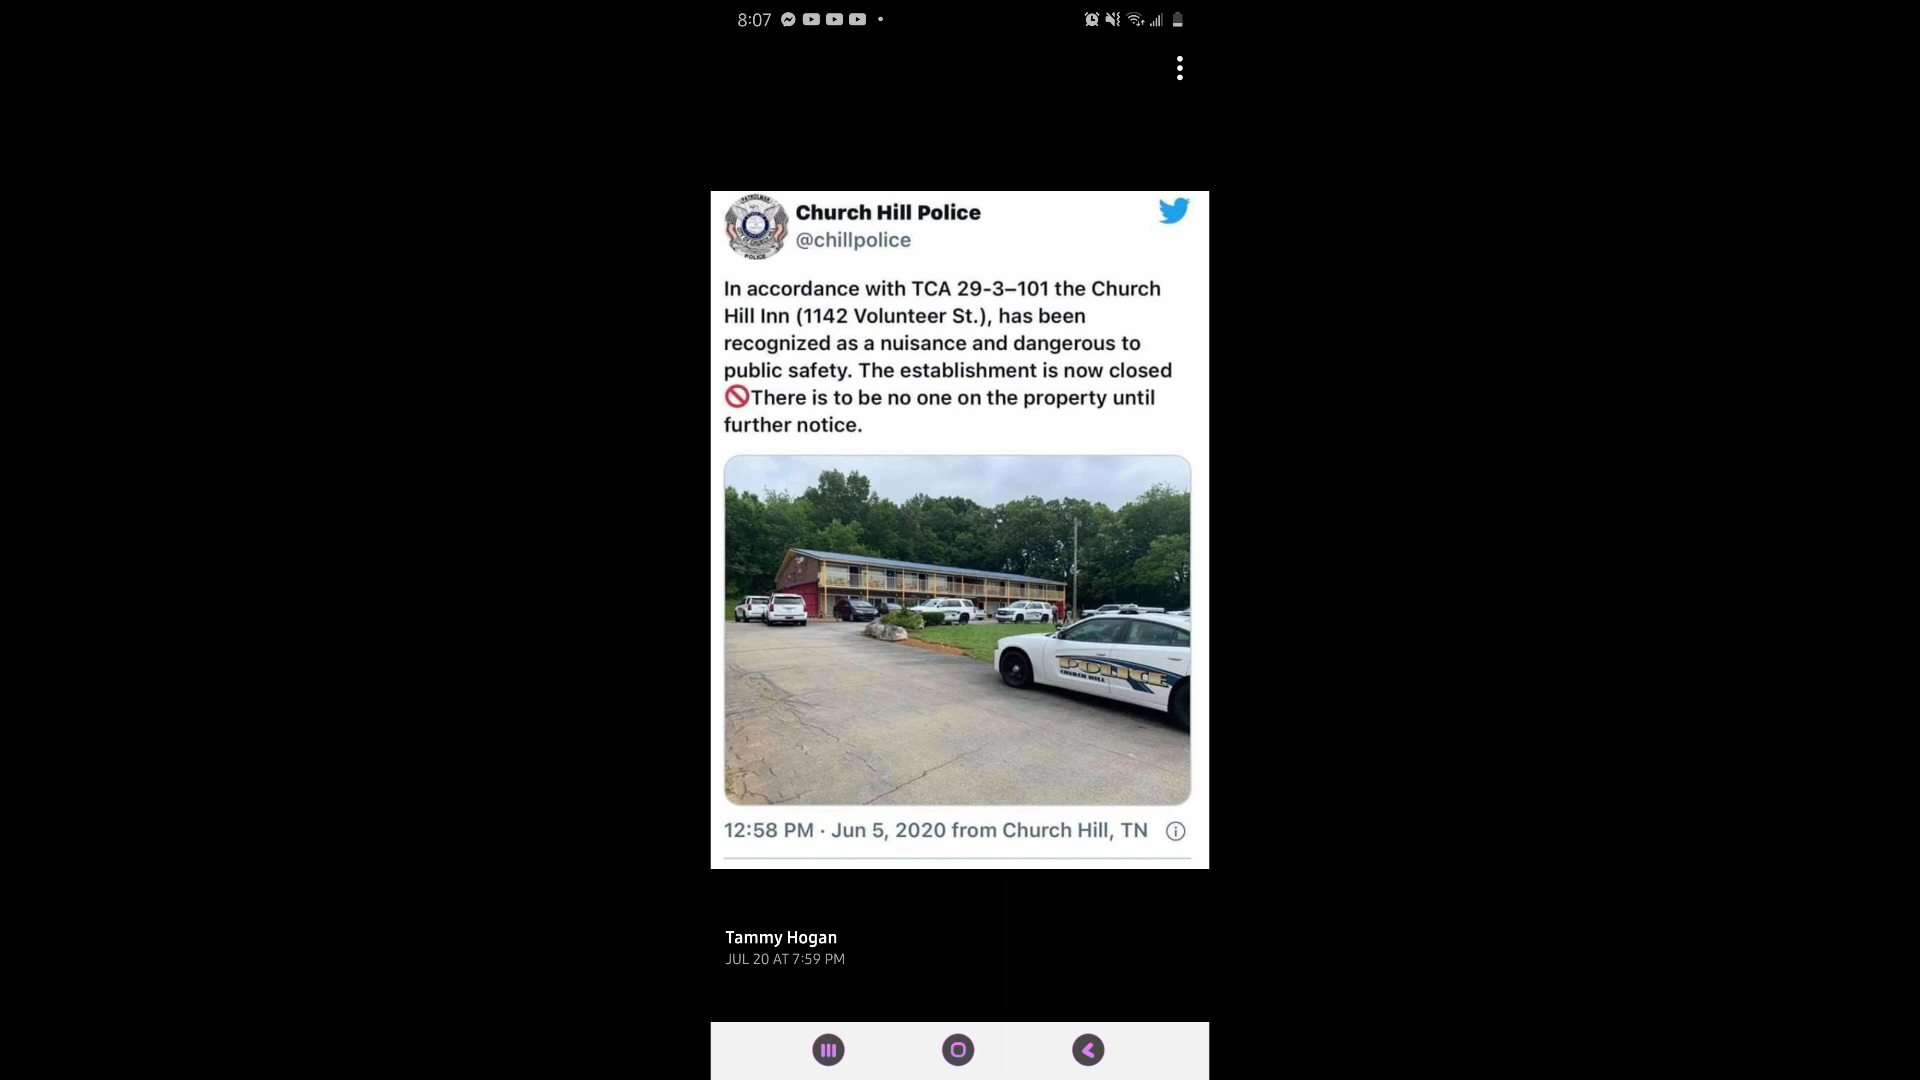 8:07
Church Hill Police
@chillpolice
In accordance with TCA 29-3–101 the Church
Hill Inn (1142 Volunteer St.), has been
recognized as a nuisance and dangerous to
public safety. The establishment is now closed
🚫There is to be no one on the property until
further notice.
POLICE
CHURCH HILL
12:58 PM · Jun 5, 2020 from Church Hill, TN
Tammy Hogan
JUL 20 AT 7:59 PM